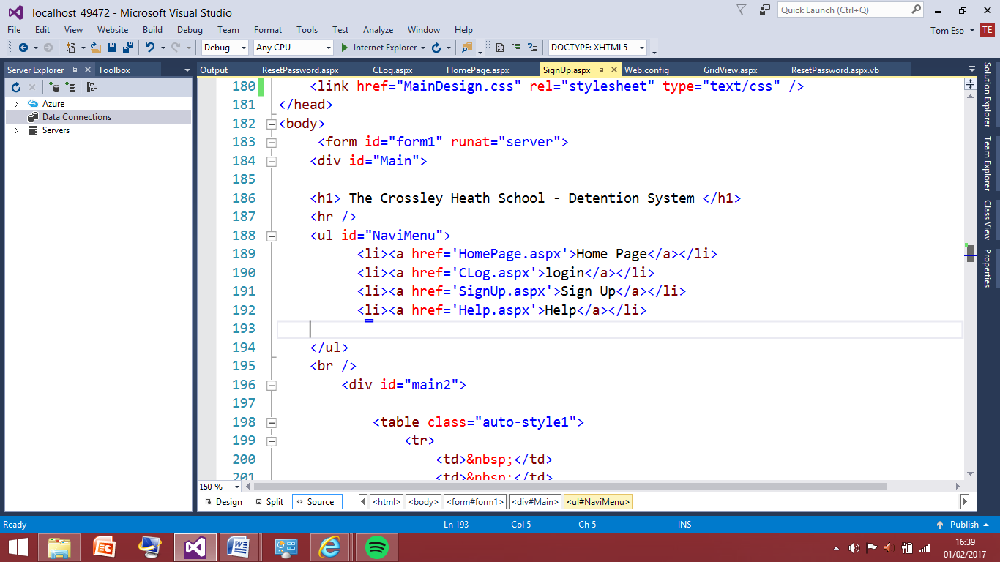 localhost_49472 - Microsoft Visual Studio
Quick Launch (Ctrl+Q)
File Edit View Website Build Debug Team Format Tools Test Analyze Window Help
Tom Eso TE
Debug Any CPU Internet Explorer DOCTYPE: XHTML5
Server Explorer Toolbox
Output ResetPassword.aspx CLog.aspx HomePage.aspx SignUp.aspx Web.config GridView.aspx ResetPassword.aspx.vb
Azure
Data Connections
Servers
180 <link href="MainDesign.css" rel="stylesheet" type="text/css" />
181 </head>
182 <body>
183 <form id="form1" runat="server">
184 <div id="Main">
185
186 <h1> The Crossley Heath School - Detention System </h1>
187 <hr />
188 <ul id="NaviMenu">
189 <li><a href='HomePage.aspx'>Home Page</a></li>
190 <li><a href='CLog.aspx'>login</a></li>
191 <li><a href='SignUp.aspx'>Sign Up</a></li>
192 <li><a href='Help.aspx'>Help</a></li>
193
194 </ul>
195 <br />
196 <div id="main2">
197
198 <table class="auto-style1">
199 <tr>
200 <td>&nbsp;</td>
201 <td>&nbsp;</td>
Solution Explorer
Team Explorer
Class View
Properties
150 %
Design Split Source <html> <body> <form#form1> <div#Main> <ul#NaviMenu>
Ready Ln 193 Col 5 Ch 5 INS Publish
16:39
01/02/2017